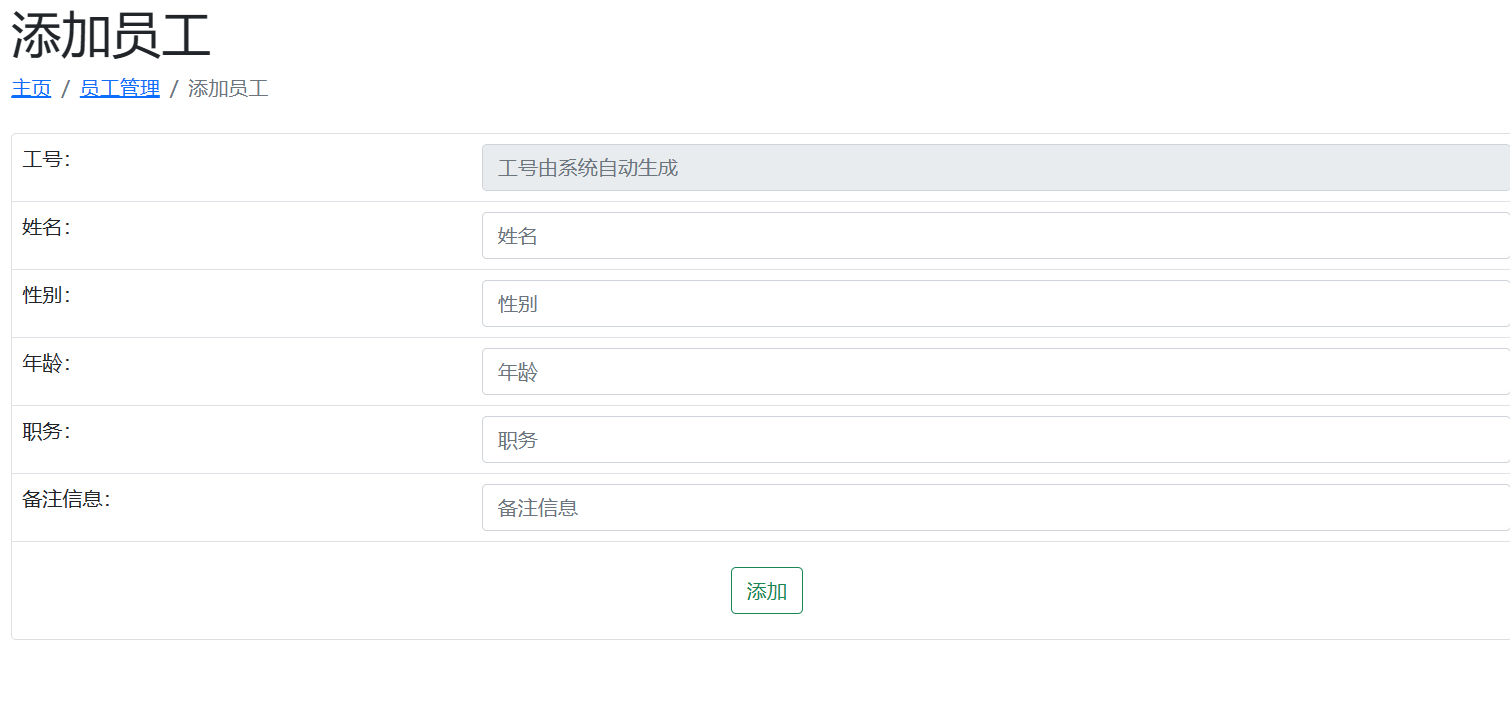 添加员工
主页 / 员工管理 / 添加员工
工号: 工号由系统自动生成
姓名: 姓名
性别: 性别
年龄: 年龄
职务: 职务
备注信息: 备注信息
添加